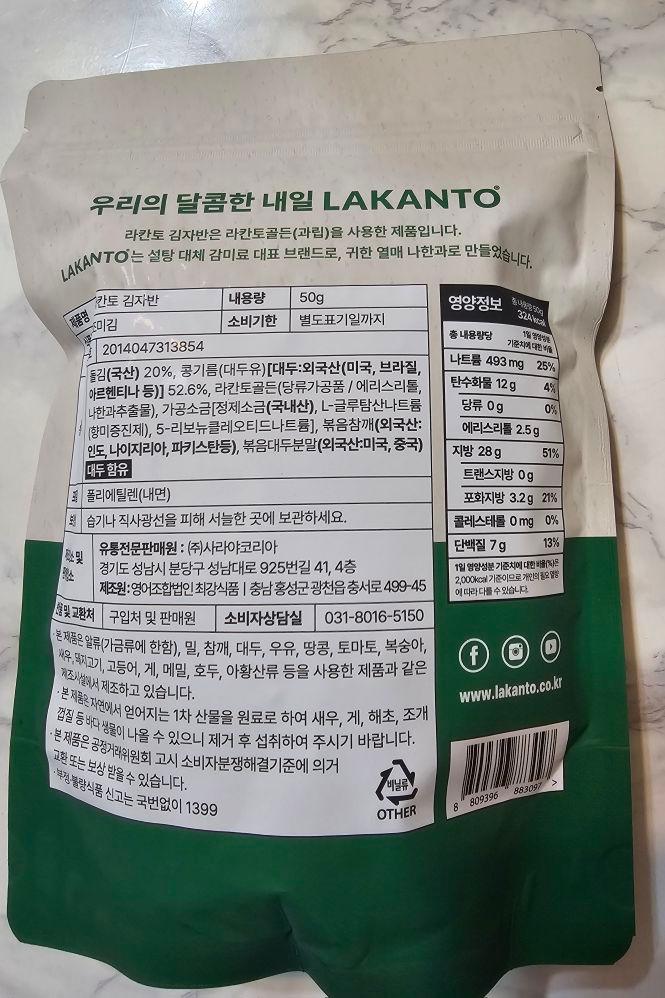 우리의 달콤한 내일 LAKANTO®
라칸토 김자반은 라칸토골든(과립)을 사용한 제품입니다.
LAKANTO®는 설탕 대체 감미료 대표 브랜드로, 귀한 열매 나한과로 만들었습니다.
제품명 칸토 김자반 내용량 50g
미김 소비기한 별도표기일까지
2014047313854
돌김(국산) 20%, 콩기름(대두유)[대두:외국산(미국, 브라질,
아르헨티나 등)] 52.6%, 라칸토골든(당류가공품 / 에리스리톨,
나한과추출물), 가공소금[정제소금(국내산), L-글루탐산나트륨
(향미증진제), 5-리보뉴클레오티드나트륨], 볶음참깨(외국산:
인도, 나이지리아, 파키스탄등), 볶음대두분말(외국산:미국, 중국)
대두 함유
폴리에틸렌(내면)
습기나 직사광선을 피해 서늘한 곳에 보관하세요.
및 유통전문판매원 : (주)사라야코리아
경기도 성남시 분당구 성남대로 925번길 41, 4층
제조원:영어조합법인 최강식품 | 충남 홍성군 광천읍 충서로 499-45
및 교환처 구입처 및 판매원 소비자상담실 031-8016-5150
· 본 제품은 알류(가금류에 한함), 밀, 참깨, 대두, 우유, 땅콩, 토마토, 복숭아,
새우, 돼지고기, 고등어, 게, 메밀, 호두, 아황산류 등을 사용한 제품과 같은
제조시설에서 제조하고 있습니다.
· 본 제품은 자연에서 얻어지는 1차 산물을 원료로 하여 새우, 게, 해초, 조개
껍질 등 바다 생물이 나올 수 있으니 제거 후 섭취하여 주시기 바랍니다.
· 본 제품은 공정거래위원회 고시 소비자분쟁해결기준에 의거
교환 또는 보상 받을 수 있습니다.
· 부정·불량식품 신고는 국번없이 1399
비닐류
OTHER
영양정보 총 내용량 50g
324 kcal
총 내용량당 1일 영양성분
기준치에 대한 비율
나트륨 493 mg 25%
탄수화물 12 g 4%
당류 0 g 0%
에리스리톨 2.5 g
지방 28 g 51%
트랜스지방 0 g
포화지방 3.2 g 21%
콜레스테롤 0 mg 0%
단백질 7 g 13%
1일 영양성분 기준치에 대한 비율(%)은
2,000kcal 기준이므로 개인의 필요 열량
에 따라 다를 수 있습니다.
www.lakanto.co.kr
8 809396 883097 >